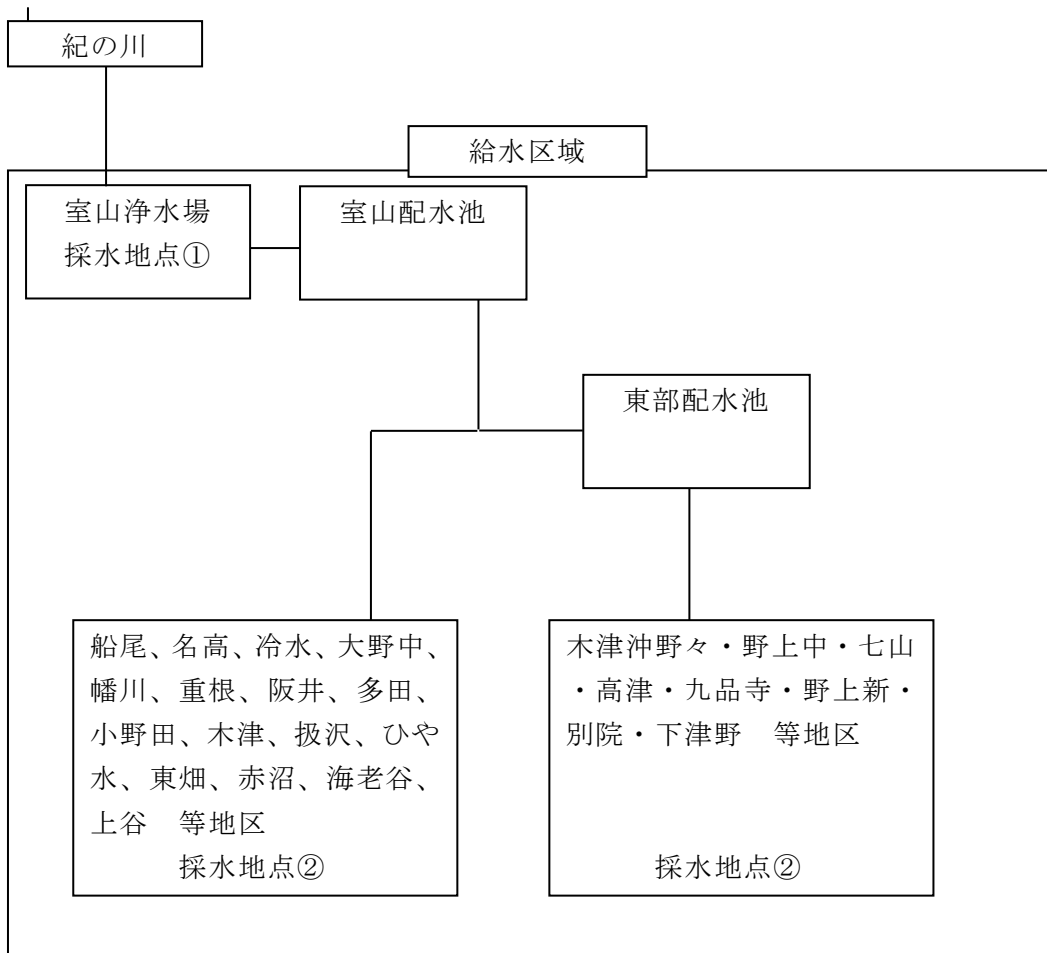 紀の川
給水区域
室山浄水場
採水地点①
室山配水池
東部配水池
船尾、名高、冷水、大野中、
幡川、重根、阪井、多田、
小野田、木津、扱沢、ひや
水、東畑、赤沼、海老谷、
上谷　等地区
採水地点②
木津沖野々・野上中・七山
・高津・九品寺・野上新・
別院・下津野　等地区
採水地点②